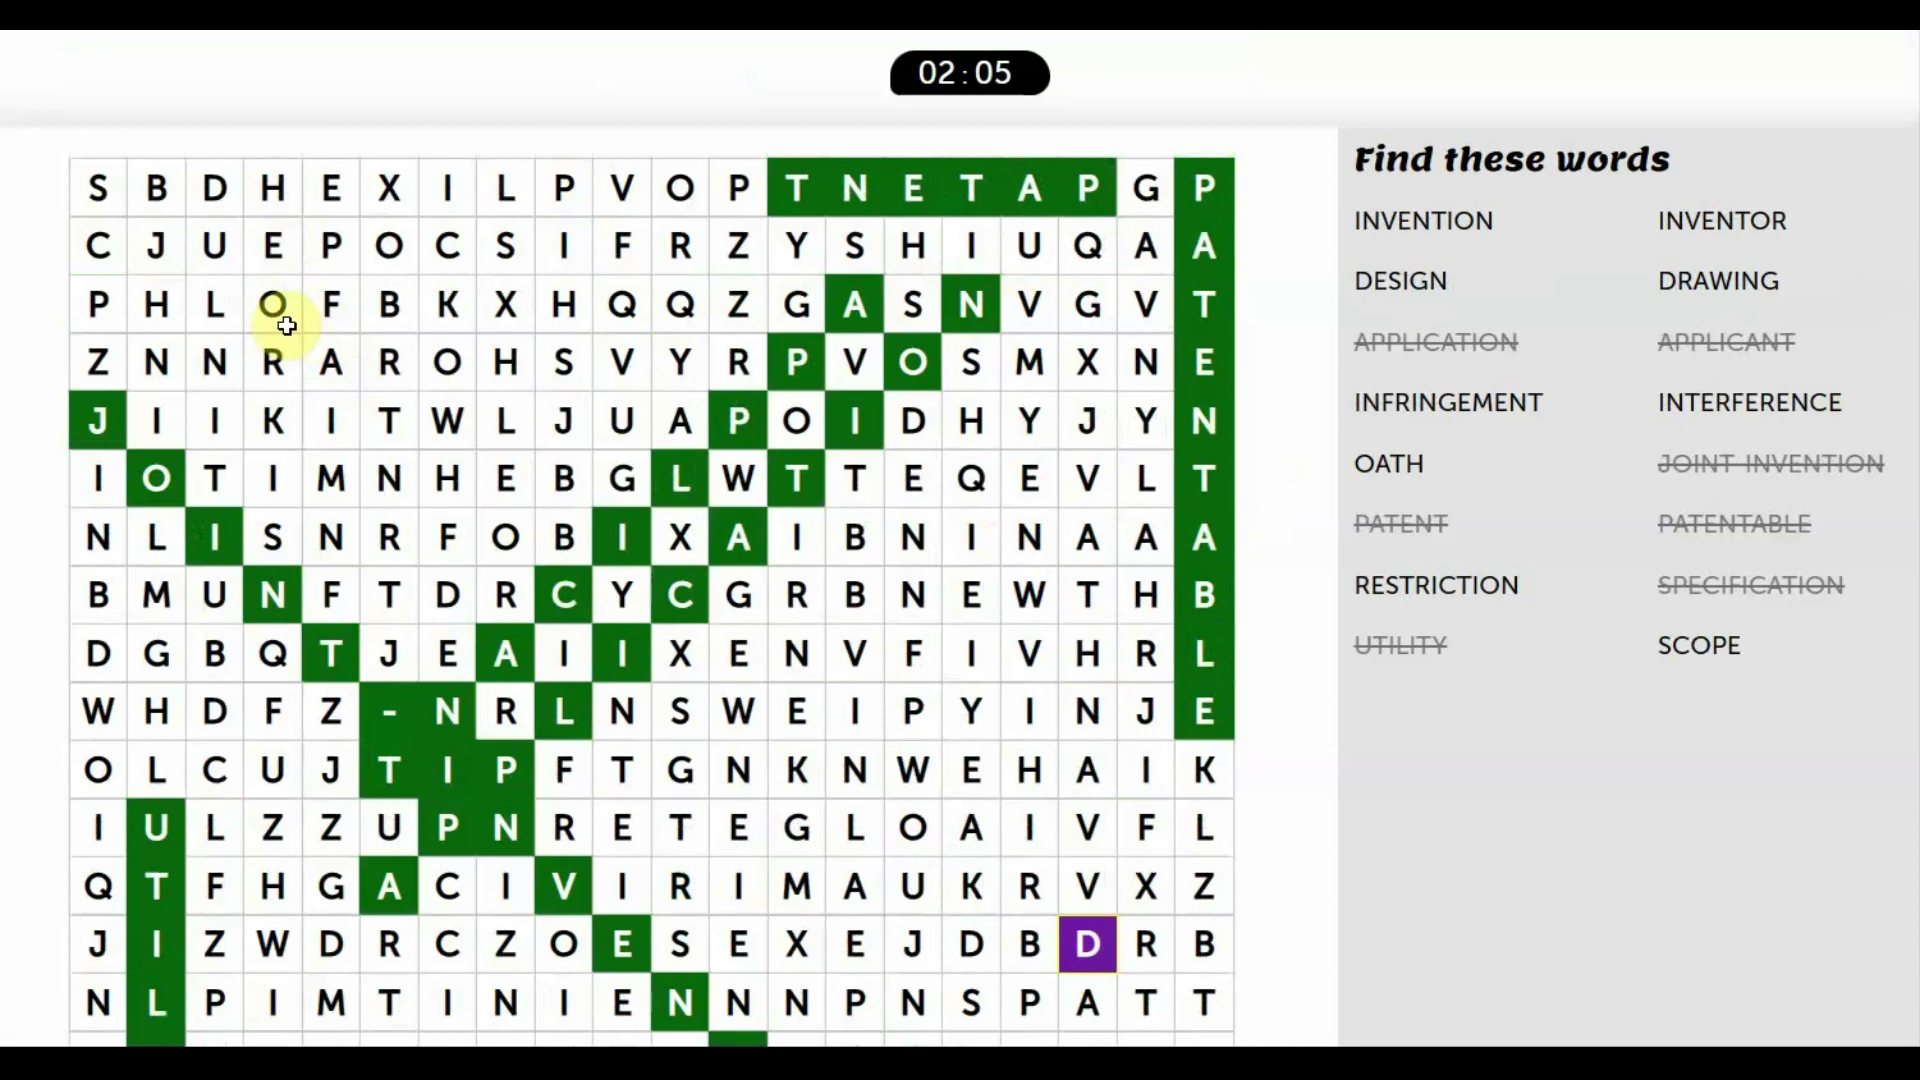 02:05
S B D H E X I L P V O P T N E T A P G P
C J U E P O C S I F R Z Y S H I U Q A A
P H L O F B K X H Q Q Z G A S N V G V T
Z N N R A R O H S V Y R P V O S M X N E
J I I K I T W L J U A P O I D H Y J Y N
I O T I M N H E B G L W T T E Q E V L T
N L I S N R F O B I X A I B N I N A A A
B M U N F T D R C Y C G R B N E W T H B
D G B Q T J E A I I X E N V F I V H R L
W H D F Z - N R L N S W E I P Y I N J E
O L C U J T I P F T G N K N W E H A I K
I U L Z Z U P N R E T E G L O A I V F L
Q T F H G A C I V I R I M A U K R V X Z
J I Z W D R C Z O E S E X E J D B D R B
N L P I M T I N I E N N N P N S P A T T
Find these words
INVENTION INVENTOR
DESIGN DRAWING
APPLICATION APPLICANT
INFRINGEMENT INTERFERENCE
OATH JOINT-INVENTION
PATENT PATENTABLE
RESTRICTION SPECIFICATION
UTILITY SCOPE